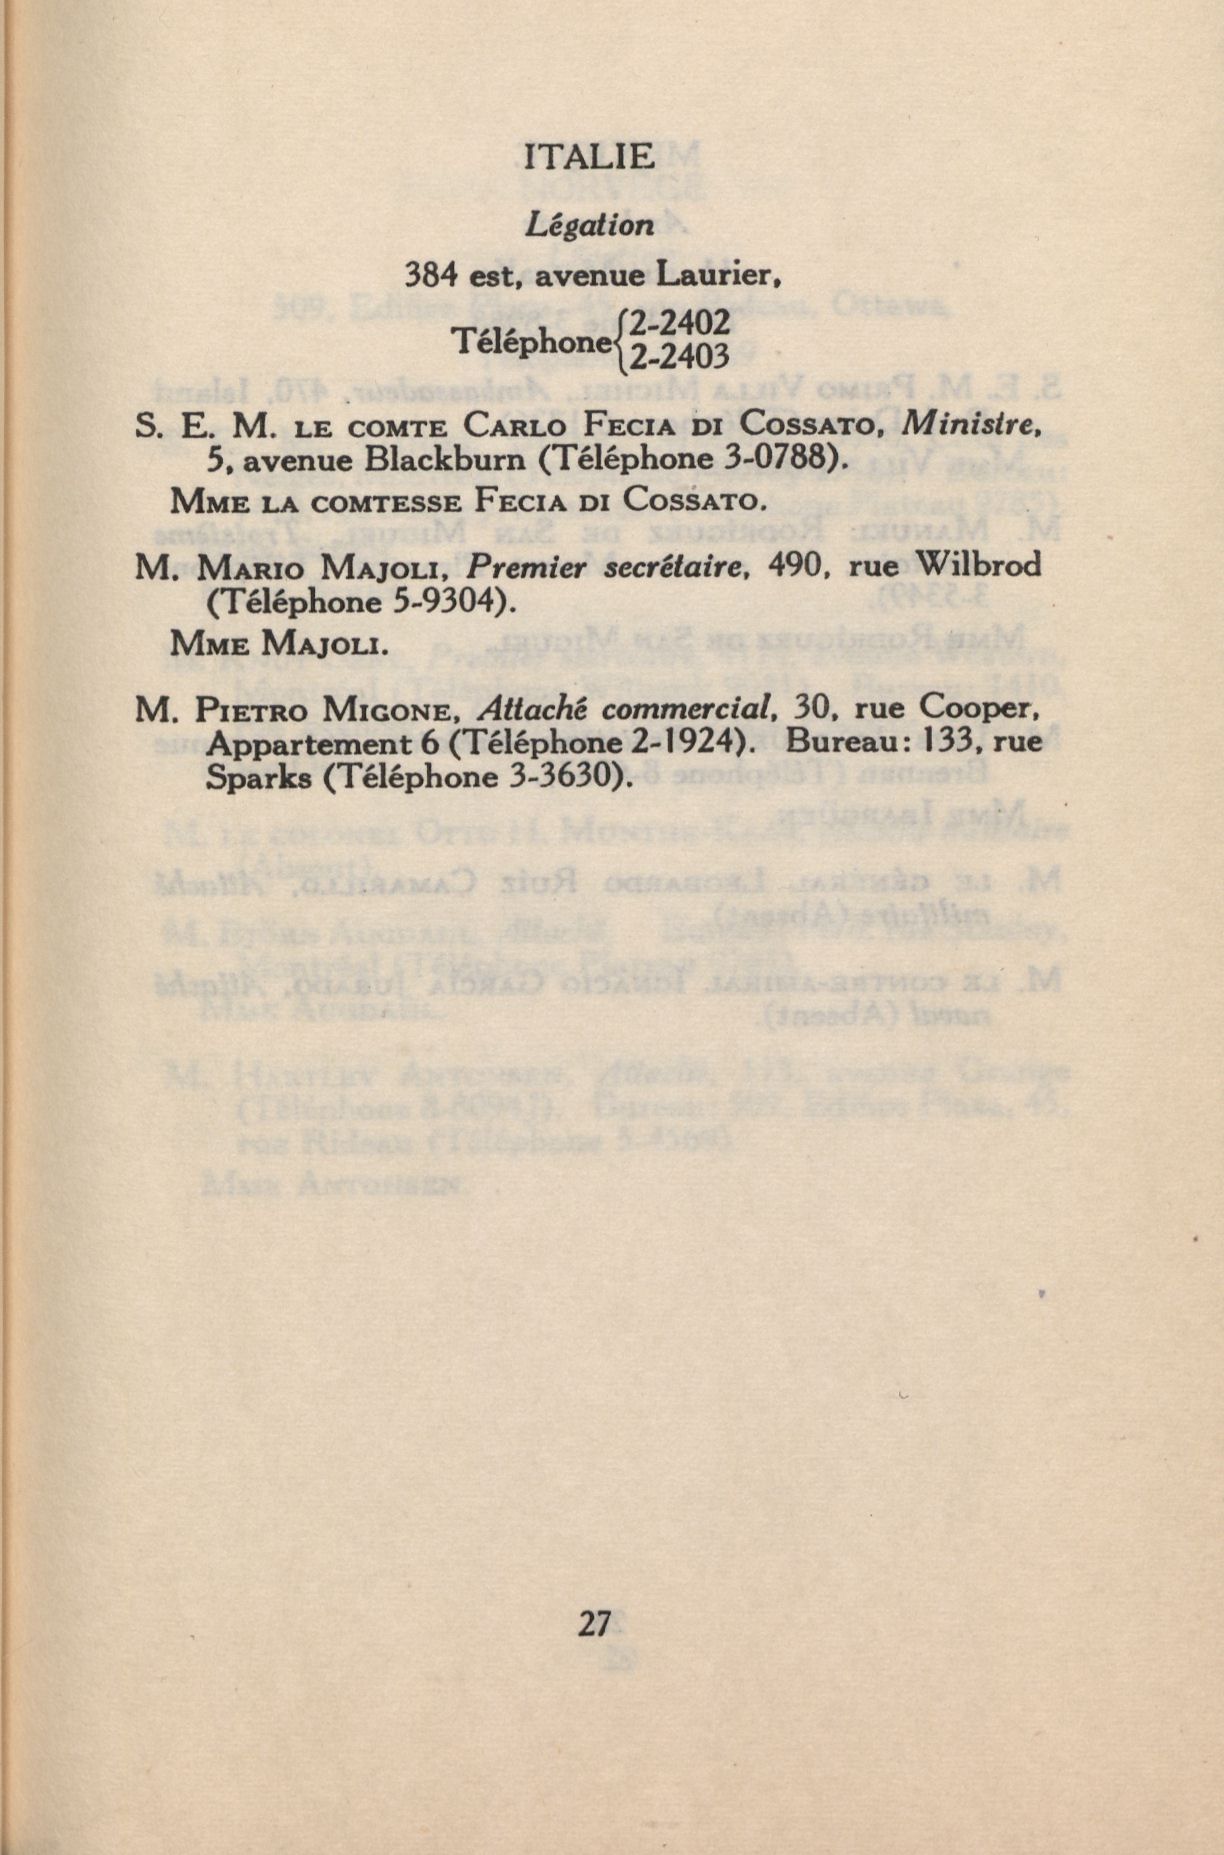 ITALIE
Légation
384 est, avenue Laurier,
Téléphone {2-2402
2-2403
S. E. M. LE COMTE CARLO FECIA DI COSSATO, Ministre,
5, avenue Blackburn (Téléphone 3-0788).
MME LA COMTESSE FECIA DI COSSATO.
M. MARIO MAJOLI, Premier secrétaire, 490, rue Wilbrod
(Téléphone 5-9304).
MME MAJOLI.
M. PIETRO MIGONE, Attaché commercial, 30, rue Cooper,
Appartement 6 (Téléphone 2-1924). Bureau: 133, rue
Sparks (Téléphone 3-3630).
27